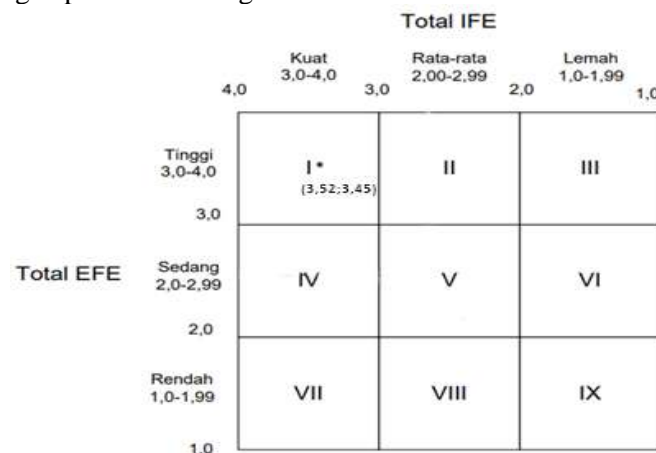 Total IFE
Kuat
3,0-4,0
Rata-rata
2,00-2,99
Lemah
1,0-1,99
4,0
3,0
2,0
1,0
Tinggi
3,0-4,0
I*
(3,52;3,45)
II
III
3,0
Total EFE
Sedang
2,0-2,99
IV
V
VI
2,0
Rendah
1,0-1,99
VII
VIII
IX
1,0